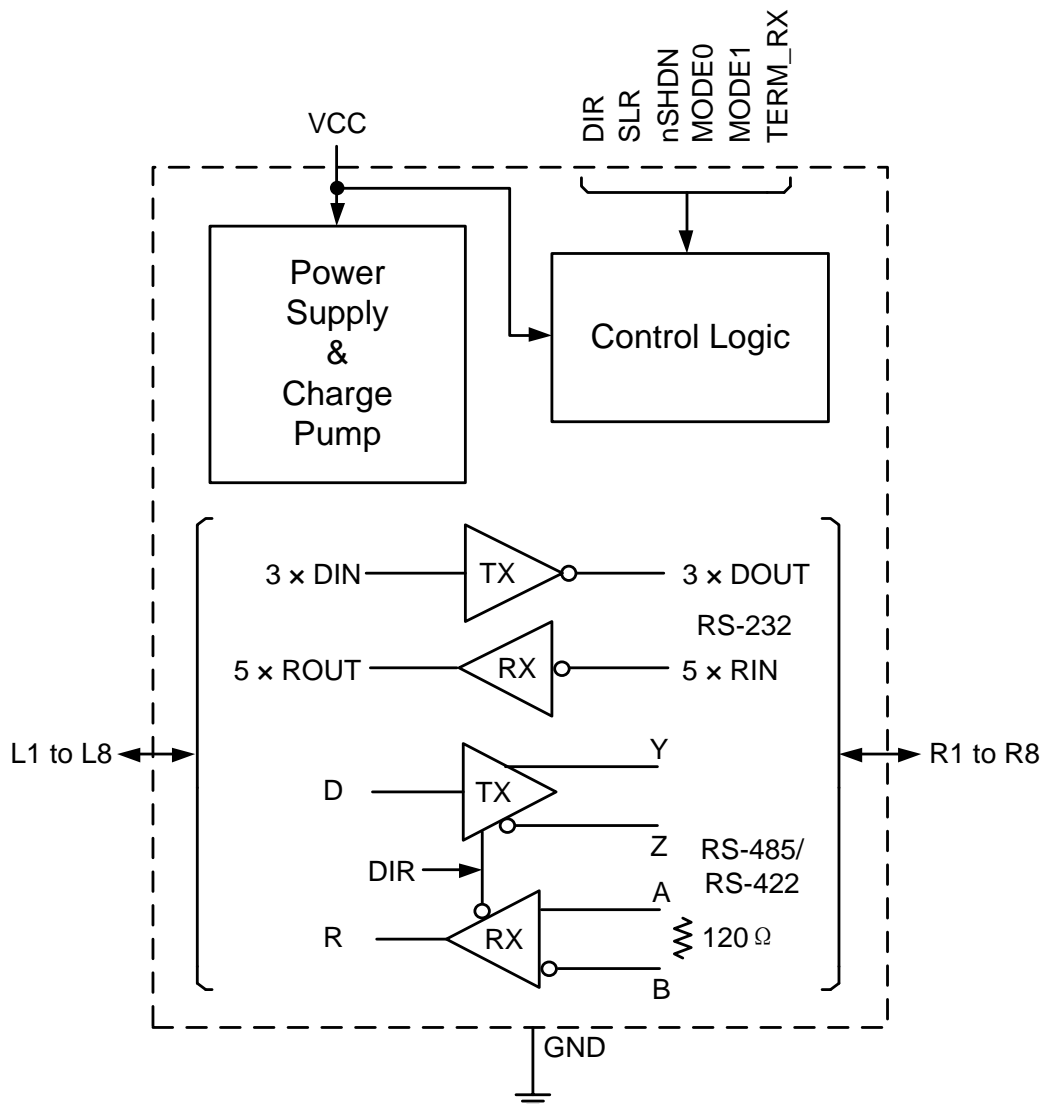 DIR
SLR
nSHDN
MODE0
MODE1
TERM_RX
VCC
Power
Supply
&
Charge
Pump
Control Logic
3 × DIN
TX
3 × DOUT
RS-232
5 × ROUT
RX
5 × RIN
L1 to L8
R1 to R8
Y
D
TX
Z
RS-485/
RS-422
DIR
A
R
RX
120 Ω
B
GND